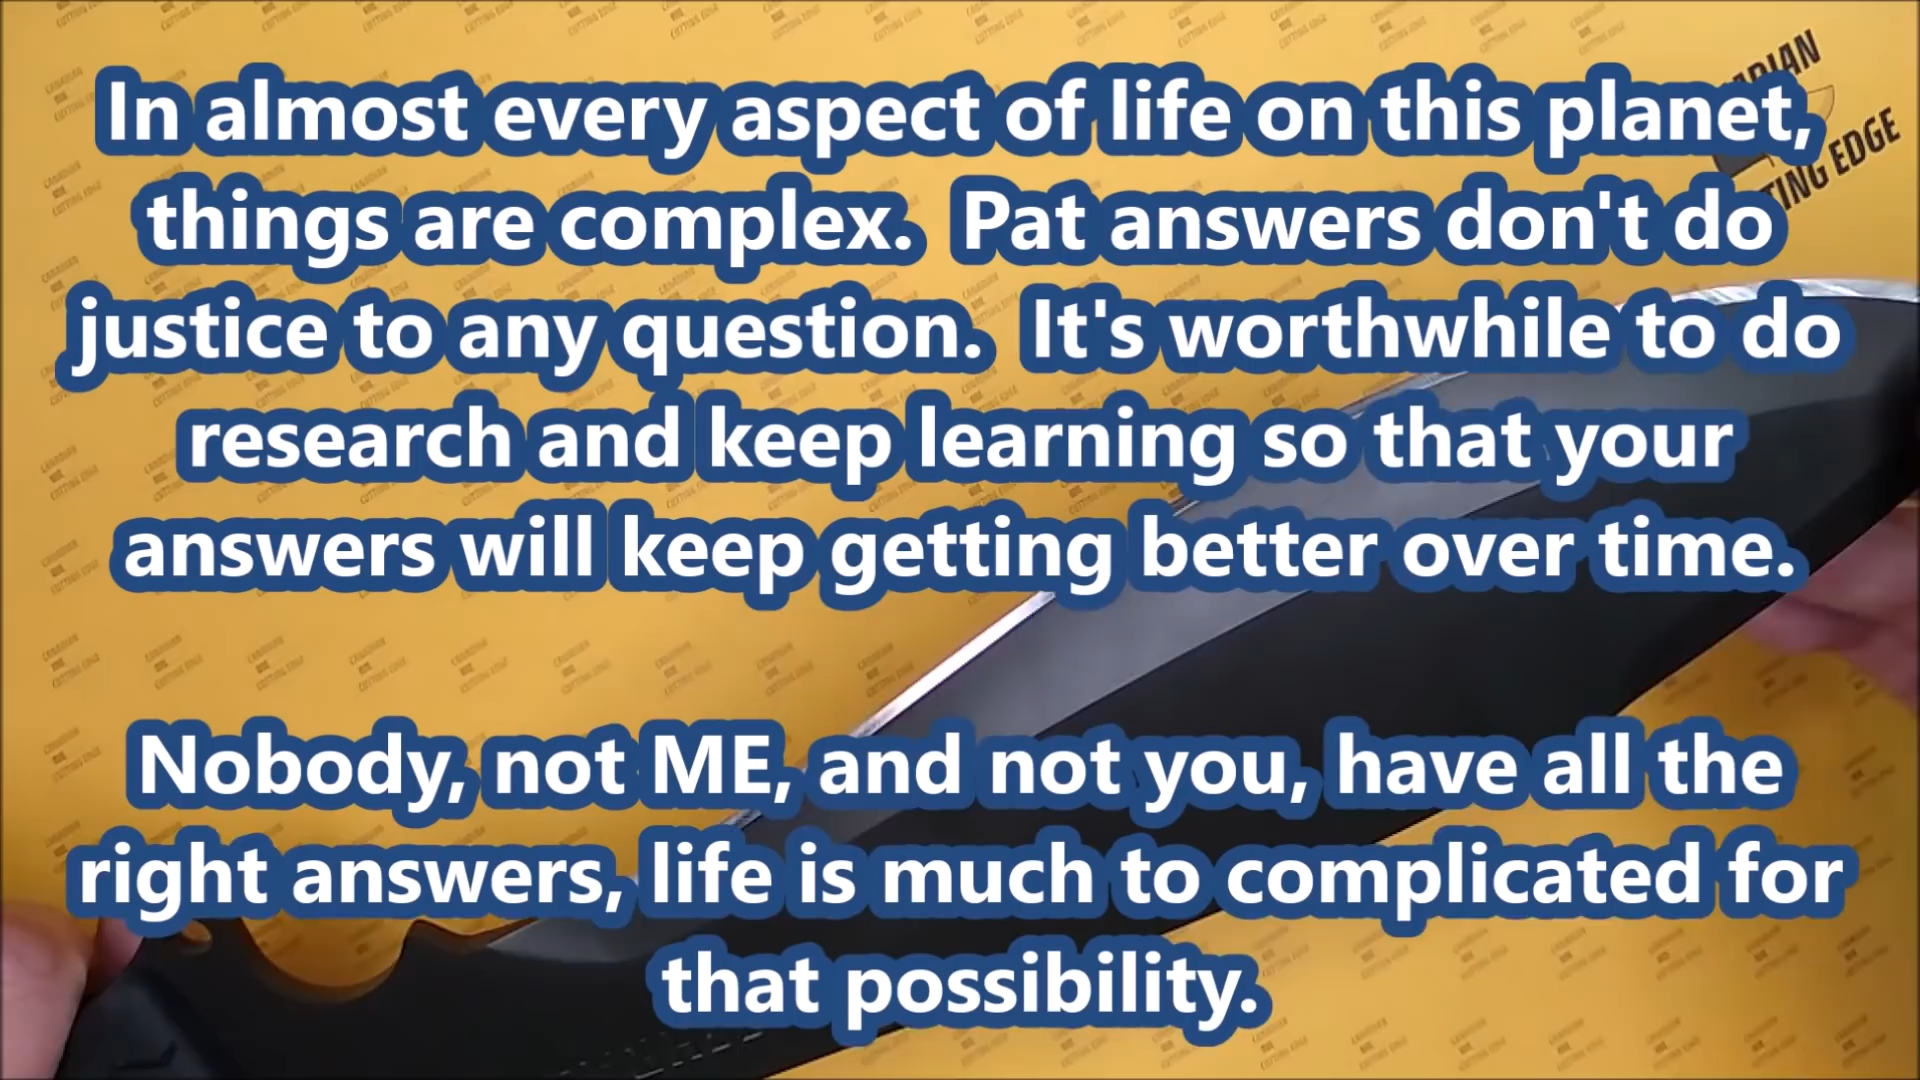 In almost every aspect of life on this planet,
things are complex.  Pat answers don't do
justice to any question.  It's worthwhile to do
research and keep learning so that your
answers will keep getting better over time.
Nobody, not ME, and not you, have all the
right answers, life is much to complicated for
that possibility.
CUTTING EDGE